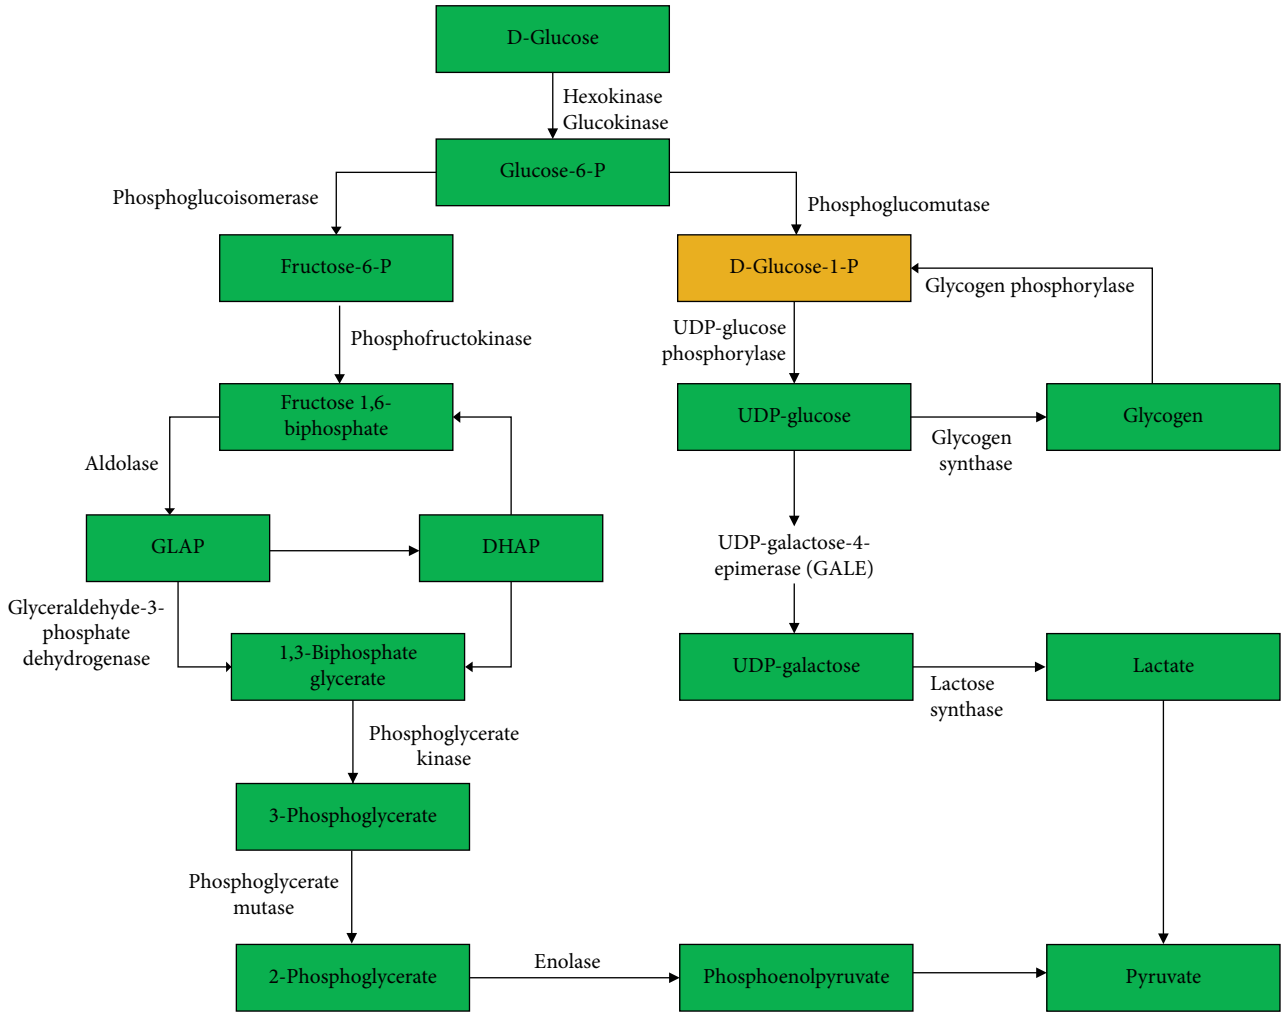 D-Glucose
Hexokinase
Glucokinase
Glucose-6-P
Phosphoglucoisomerase
Phosphoglucomutase
Fructose-6-P
D-Glucose-1-P
Glycogen phosphorylase
Phosphofructokinase
UDP-glucose
phosphorylase
Fructose 1,6-
biphosphate
UDP-glucose
Glycogen
Glycogen
synthase
Aldolase
GLAP
DHAP
UDP-galactose-4-
epimerase (GALE)
Glyceraldehyde-3-
phosphate
dehydrogenase
1,3-Biphosphate
glycerate
UDP-galactose
Lactate
Lactose
synthase
Phosphoglycerate
kinase
3-Phosphoglycerate
Phosphoglycerate
mutase
2-Phosphoglycerate
Enolase
Phosphoenolpyruvate
Pyruvate